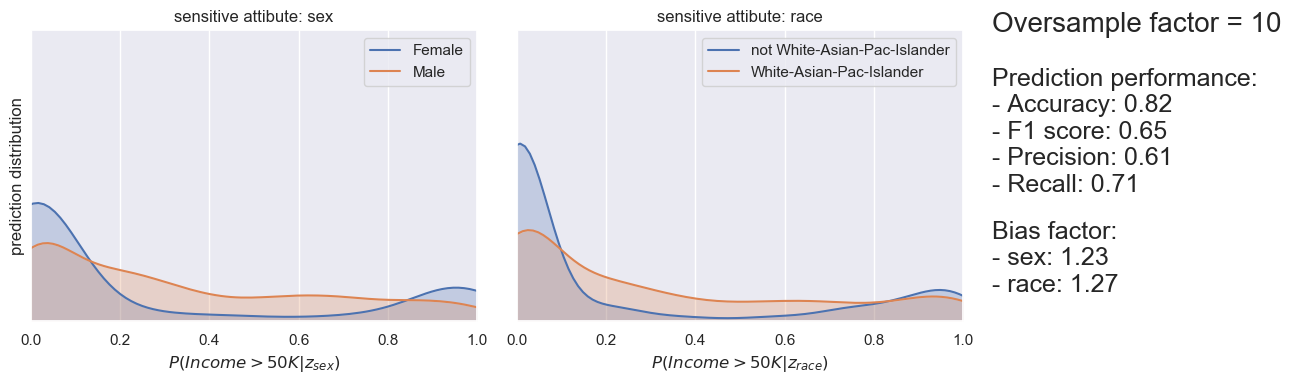 sensitive attibute: sex
Female
Male
prediction distribution
0.0 0.2 0.4 0.6 0.8 1.0
P(Income > 50K|z_sex)
sensitive attibute: race
not White-Asian-Pac-Islander
White-Asian-Pac-Islander
0.0 0.2 0.4 0.6 0.8 1.0
P(Income > 50K|z_race)
Oversample factor = 10
Prediction performance:
- Accuracy: 0.82
- F1 score: 0.65
- Precision: 0.61
- Recall: 0.71
Bias factor:
- sex: 1.23
- race: 1.27